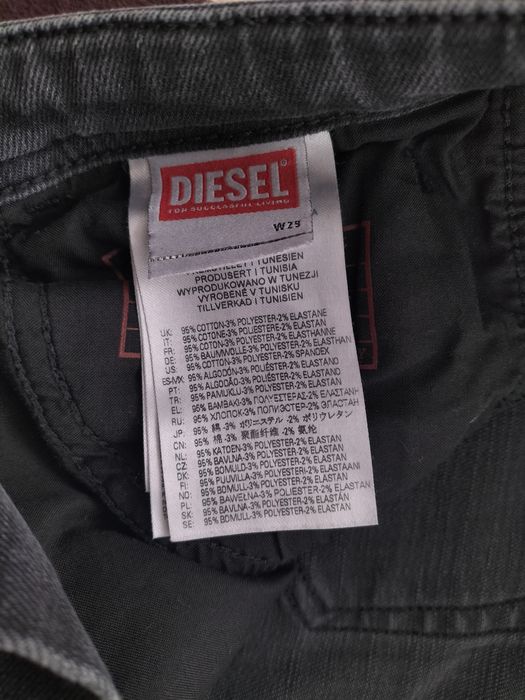 DIESEL®
FOR SUCCESSFUL LIVING
W29
FREMSTILLET I TUNESIEN
PRODUSERT I TUNISIA
WYPRODUKOWANO W TUNEZJI
VYROBENÉ V TUNISKU
TILLVERKAD I TUNISIEN
UK: 95% COTTON-3% POLYESTER-2% ELASTANE
IT: 95% COTONE-3% POLIESTERE-2% ELASTAN
FR: 95% COTON-3% POLYESTER-2% ELASTHANNE
DE: 95% BAUMWOLLE-3% POLYESTER-2% ELASTHAN
US: 95% COTTON-3% POLYESTER-2% SPANDEX
ES-MX: 95% ALGODÓN-3% POLIÉSTER-2% ELASTANO
PT: 95% ALGODÃO-3% POLIÉSTER-2% ELASTANO
TR: 95% PAMUKLU-3% POLYESTER-2% ELASTAN
EL: 95% ΒΑΜΒΑΚΙ-3% ΠΟΛΥΕΣΤΕΡΑΣ-2% ΕΛΑΣΤΑΝΗ
RU: 95% ХЛОПОК-3% ПОЛИЭСТЕР-2% ЭЛАСТАН
JP: 95% 綿 -3% ポリエステル -2% ポリウレタン
CN: 95% 棉 -3% 聚酯纤维 -2% 氨纶
NL: 95% KATOEN-3% POLYESTER-2% ELASTAN
CZ: 95% BAVLNA-3% POLYESTER-2% ELASTAN
DK: 95% BOMULD-3% POLYESTER-2% ELASTAN
FI: 95% PUUVILLA-3% POLYESTERI-2% ELASTAANI
NO: 95% BOMULL-3% POLYESTER-2% ELASTAN
PL: 95% BAWEŁNA-3% POLIESTER-2% ELASTAN
SK: 95% BAVLNA-3% POLYESTER-2% ELASTAN
SE: 95% BOMULL-3% POLYESTER-2% ELASTAN